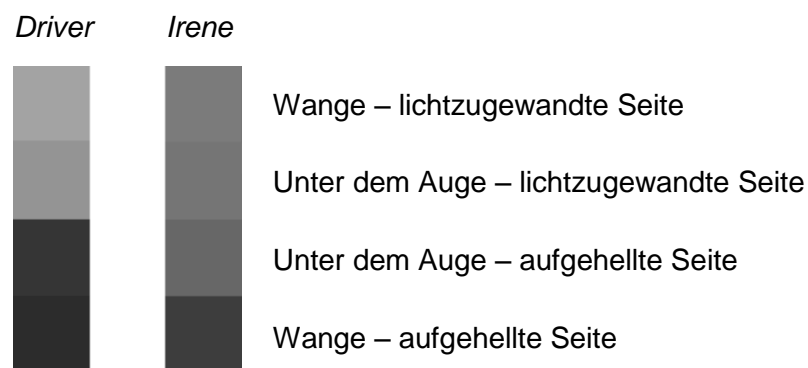 Driver Irene
Wange – lichtzugewandte Seite
Unter dem Auge – lichtzugewandte Seite
Unter dem Auge – aufgehellte Seite
Wange – aufgehellte Seite